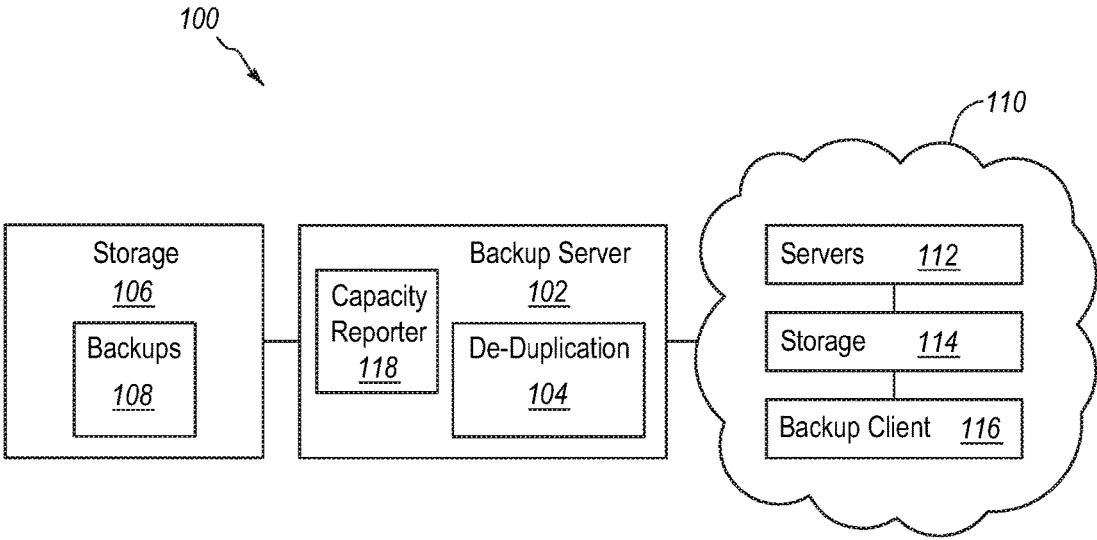 100
110
Storage
106
Backups
108
Backup Server
102
Capacity
Reporter
118
De-Duplication
104
Servers 112
Storage 114
Backup Client 116